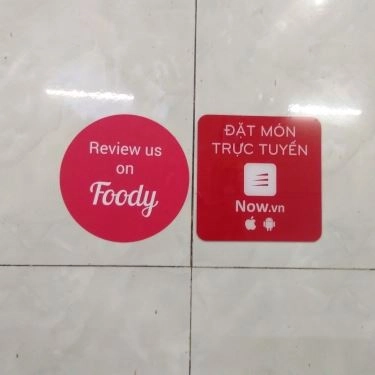 Review us
on
Foody
ĐẶT MÓN
TRỰC TUYẾN
Now.vn